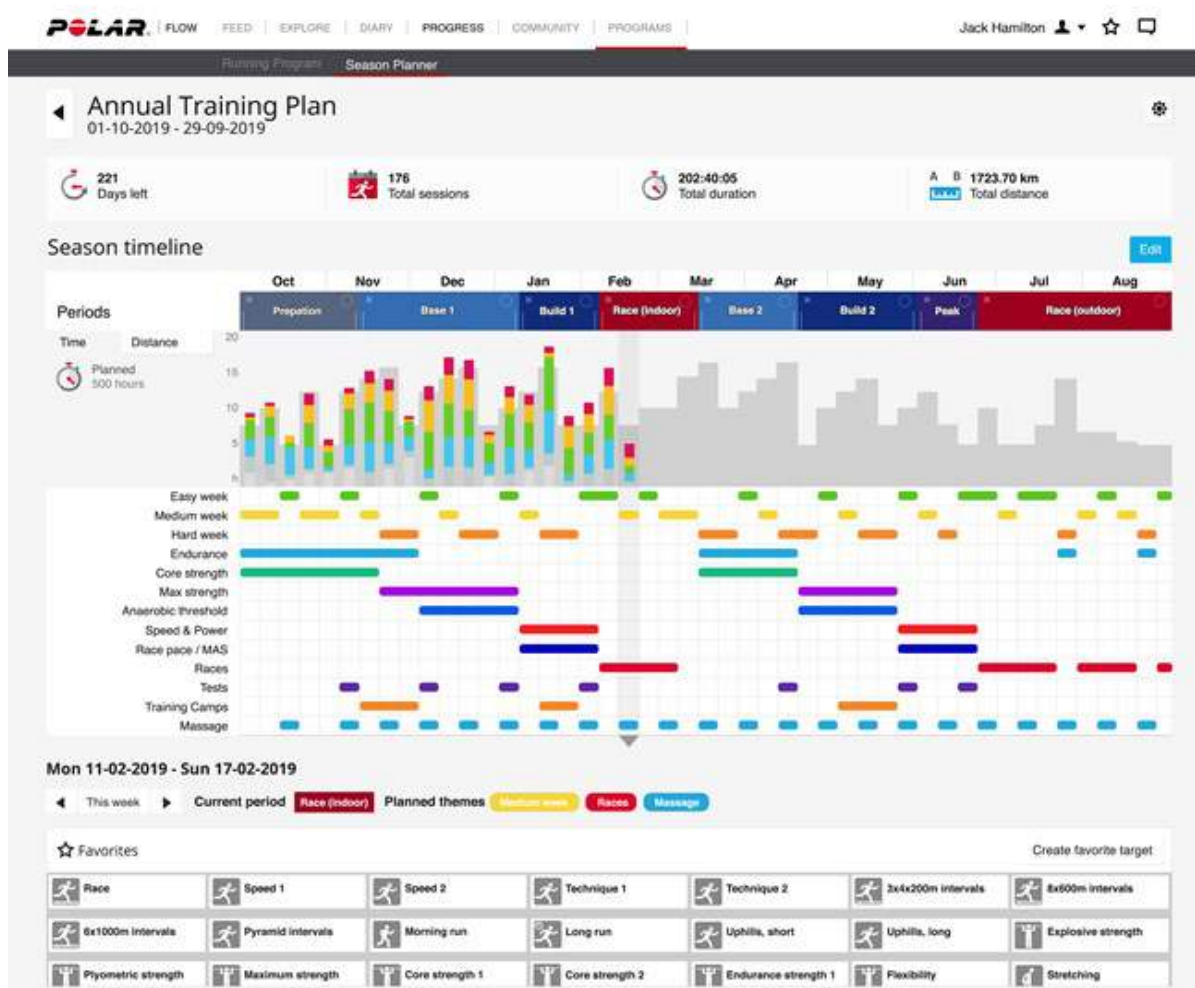 POLAR. FLOW FEED EXPLORE DIARY PROGRESS COMMUNITY PROGRAMS Jack Hamilton
Running Program Season Planner
Annual Training Plan
01-10-2019 - 29-09-2019
221 176 202:40:05 A B 1723.70 km
Days left Total sessions Total duration Total distance
Season timeline Edit
Oct Nov Dec Jan Feb Mar Apr May Jun Jul Aug
Periods Prepation Base 1 Build 1 Race (indoor) Base 2 Build 2 Peak Race (outdoor)
Time Distance 20
Planned 15
500 hours
10
5
h
Easy week
Medium week
Hard week
Endurance
Core strength
Max strength
Anaerobic threshold
Speed & Power
Race pace / MAS
Races
Tests
Training Camps
Massage
Mon 11-02-2019 - Sun 17-02-2019
This week Current period Race (indoor) Planned themes Medium week Races Massage
Favorites Create favorite target
Race Speed 1 Speed 2 Technique 1 Technique 2 3x4x200m intervals 8x600m intervals
6x1000m intervals Pyramid intervals Morning run Long run Uphills, short Uphills, long Explosive strength
Plyometric strength Maximum strength Core strength 1 Core strength 2 Endurance strength 1 Flexibility Stretching